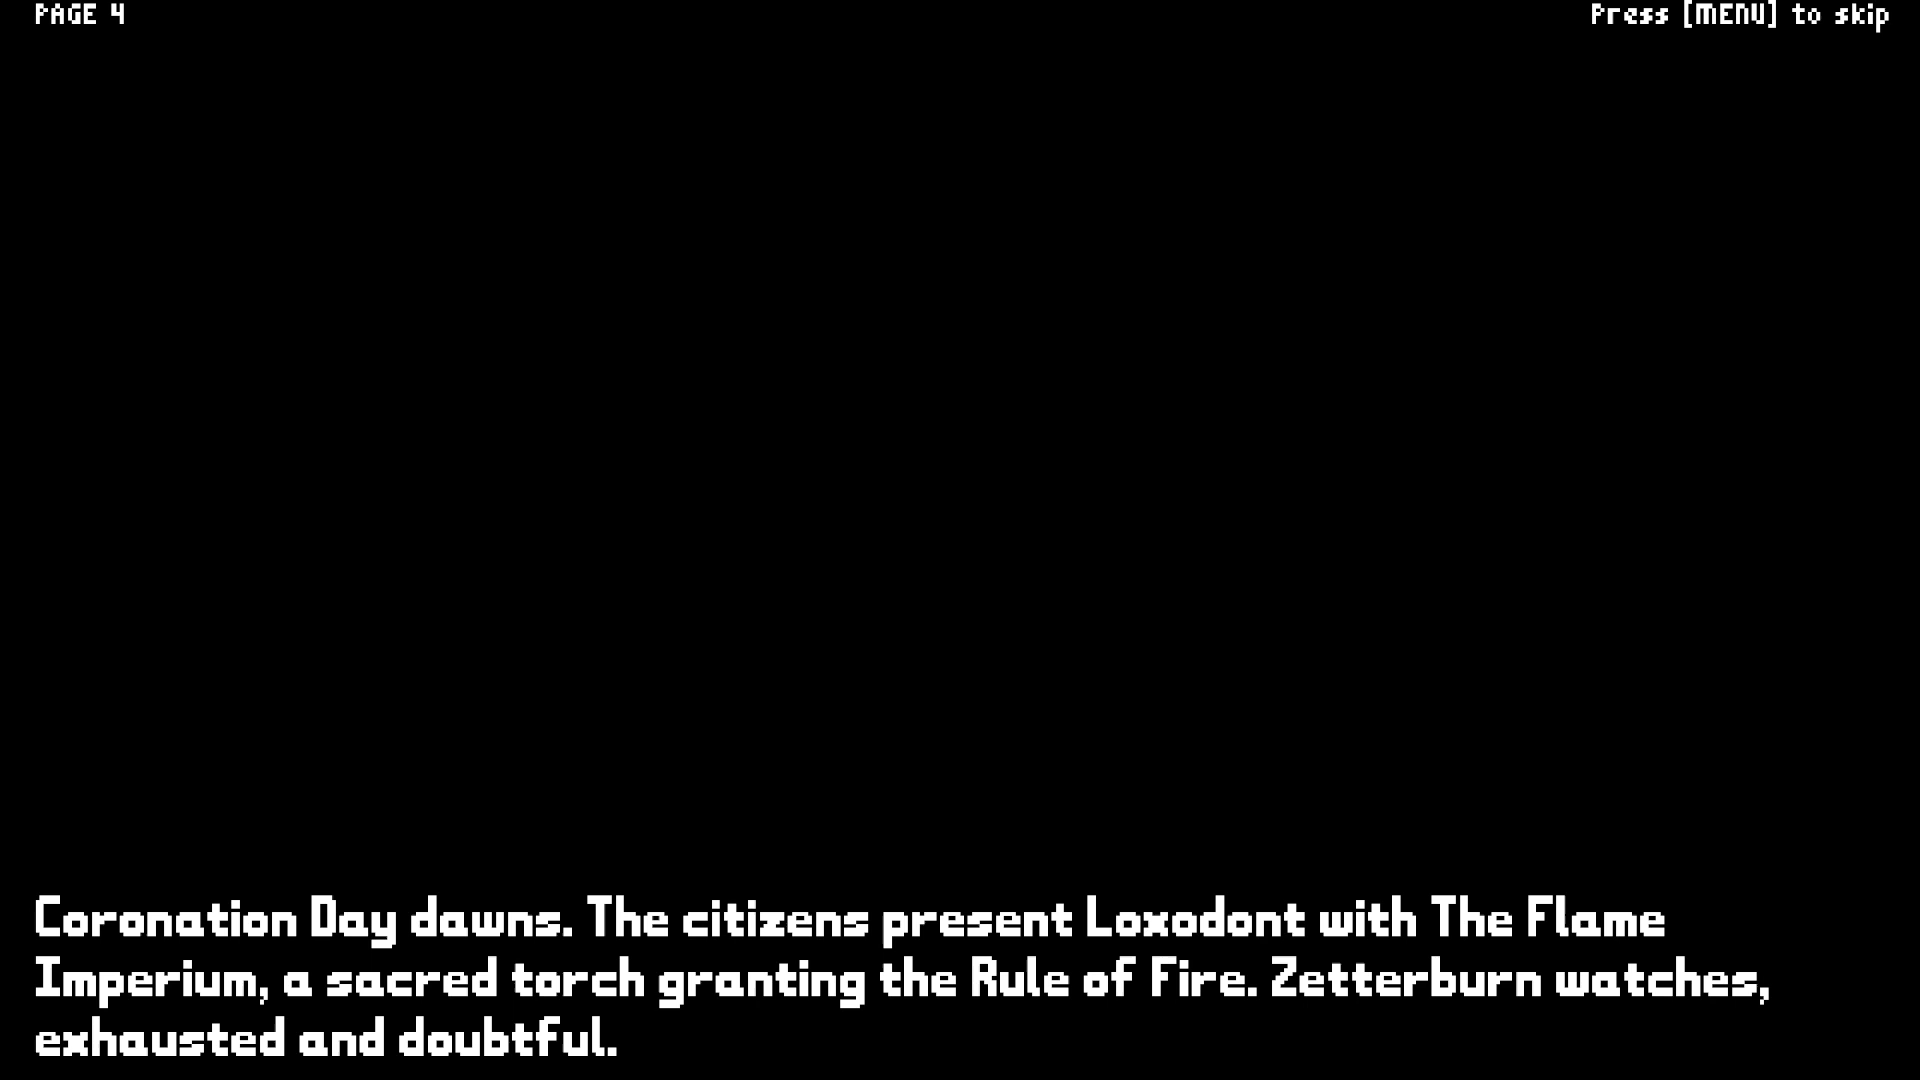 PAGE 4
Press [MENU] to skip
Coronation Day dawns. The citizens present Loxodont with The Flame
Imperium, a sacred torch granting the Rule of Fire. Zetterburn watches,
exhausted and doubtful.